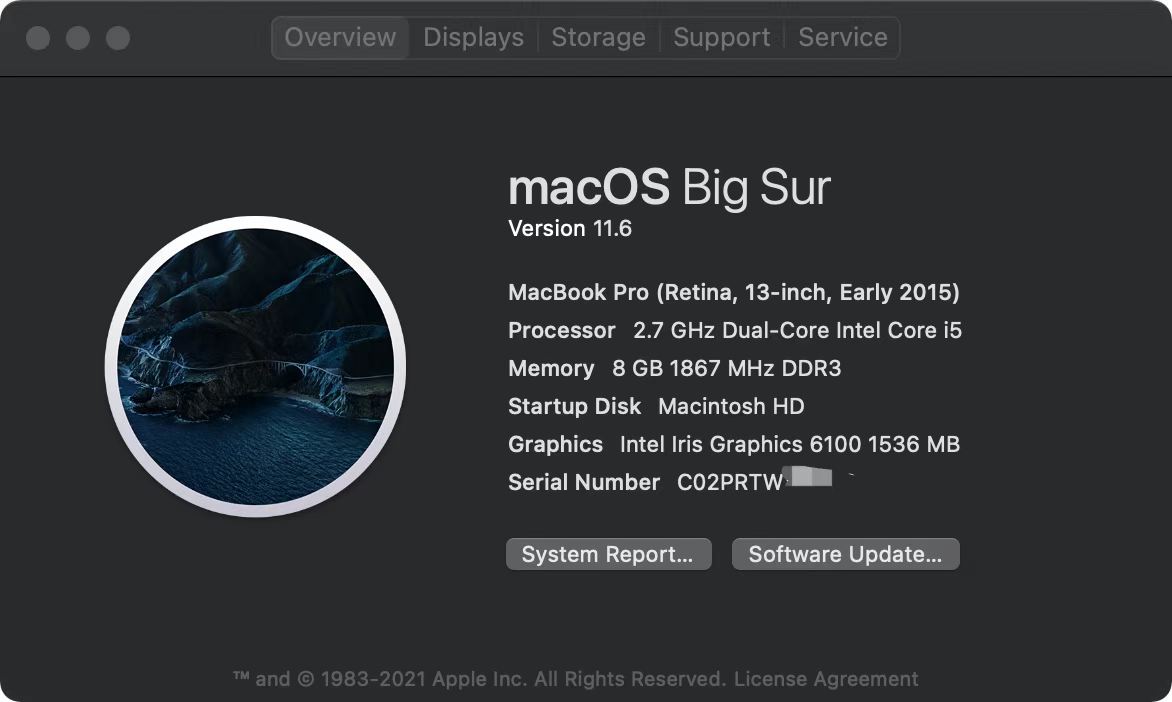 Overview Displays Storage Support Service
macOS Big Sur
Version 11.6
MacBook Pro (Retina, 13-inch, Early 2015)
Processor 2.7 GHz Dual-Core Intel Core i5
Memory 8 GB 1867 MHz DDR3
Startup Disk Macintosh HD
Graphics Intel Iris Graphics 6100 1536 MB
Serial Number C02PRTW
System Report... Software Update...
™ and © 1983-2021 Apple Inc. All Rights Reserved. License Agreement